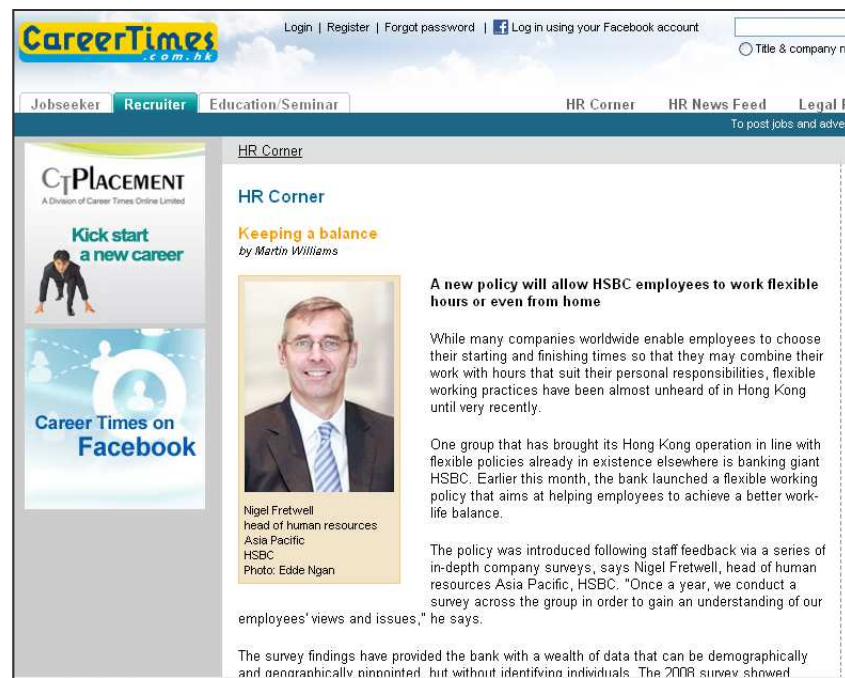 CareerTimes
.com.hk
Login | Register | Forgot password | Log in using your Facebook account
Title & company n
Jobseeker Recruiter Education/Seminar HR Corner HR News Feed Legal
To post jobs and adve
CTPLACEMENT
A Division of Career Times Online Limited
Kick start
a new career
Career Times on
Facebook
HR Corner
HR Corner
Keeping a balance
by Martin Williams
Nigel Fretwell
head of human resources
Asia Pacific
HSBC
Photo: Edde Ngan
A new policy will allow HSBC employees to work flexible
hours or even from home
While many companies worldwide enable employees to choose
their starting and finishing times so that they may combine their
work with hours that suit their personal responsibilities, flexible
working practices have been almost unheard of in Hong Kong
until very recently.
One group that has brought its Hong Kong operation in line with
flexible policies already in existence elsewhere is banking giant
HSBC. Earlier this month, the bank launched a flexible working
policy that aims at helping employees to achieve a better work-
life balance.
The policy was introduced following staff feedback via a series of
in-depth company surveys, says Nigel Fretwell, head of human
resources Asia Pacific, HSBC. "Once a year, we conduct a
survey across the group in order to gain an understanding of our
employees' views and issues," he says.
The survey findings have provided the bank with a wealth of data that can be demographically
and geographically pinpointed, but without identifying individuals. The 2008 survey showed